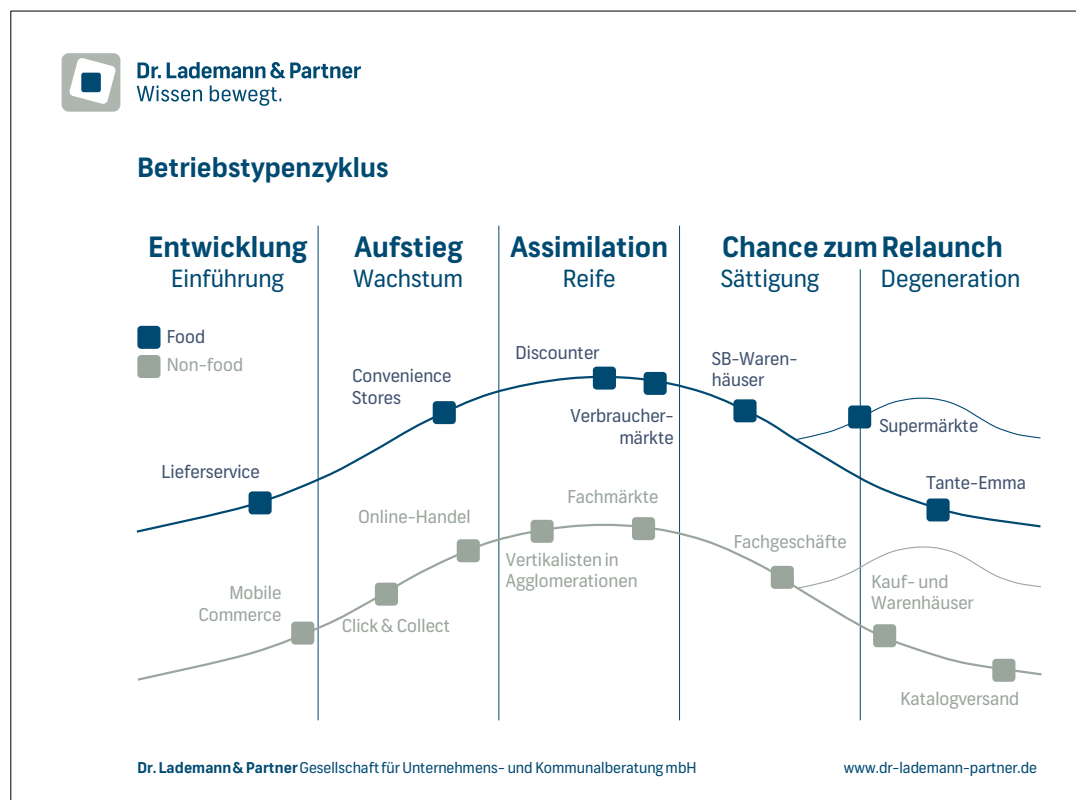 Dr. Lademann & Partner
Wissen bewegt.
Betriebstypenzyklus
Entwicklung
Einführung
Aufstieg
Wachstum
Assimilation
Reife
Chance zum Relaunch
Sättigung
Degeneration
Food
Non-food
Lieferservice
Convenience
Stores
Discounter
Verbraucher-
märkte
SB-Waren-
häuser
Supermärkte
Tante-Emma
Mobile
Commerce
Click & Collect
Online-Handel
Vertikalisten in
Agglomerationen
Fachmärkte
Fachgeschäfte
Kauf- und
Warenhäuser
Katalogversand
Dr. Lademann & Partner Gesellschaft für Unternehmens- und Kommunalberatung mbH
www.dr-lademann-partner.de